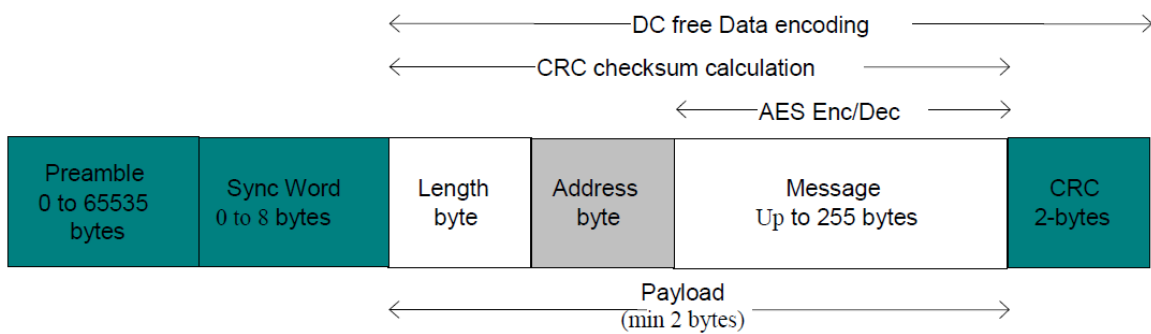 DC free Data encoding
CRC checksum calculation
AES Enc/Dec
Preamble
0 to 65535
bytes
Sync Word
0 to 8 bytes
Length
byte
Address
byte
Message
Up to 255 bytes
CRC
2-bytes
Payload
(min 2 bytes)